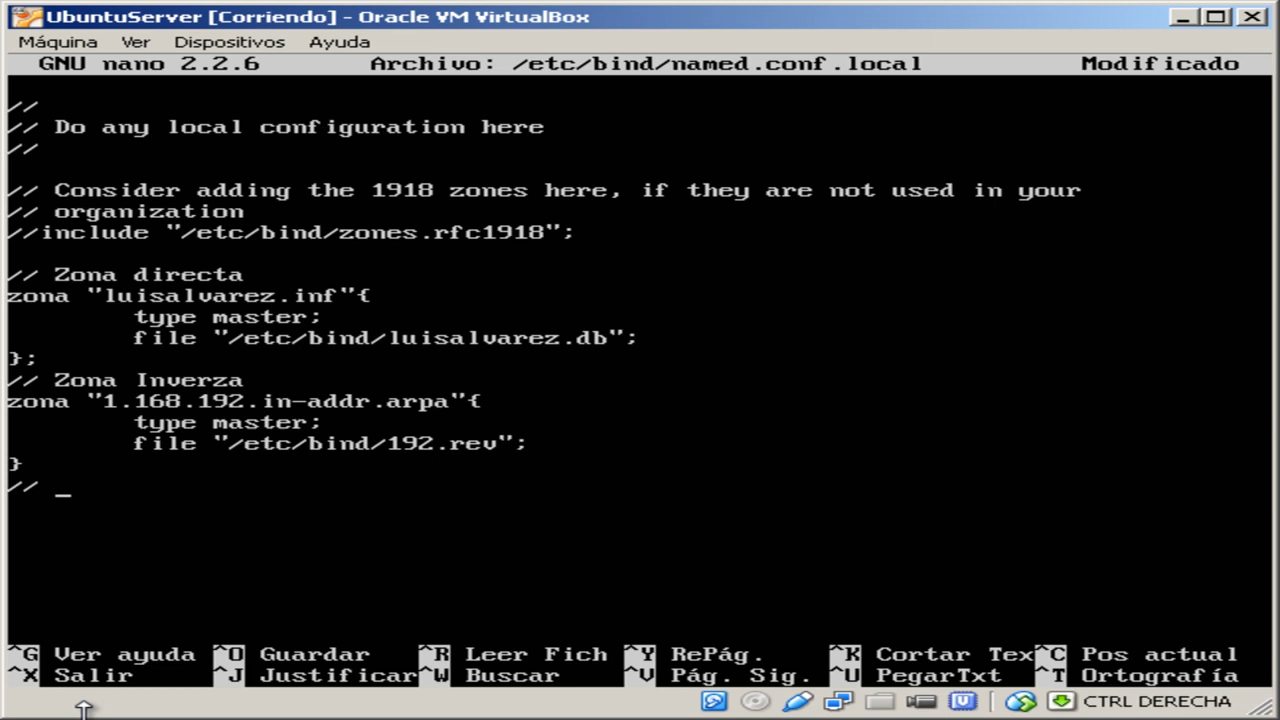 UbuntuServer [Corriendo] - Oracle VM VirtualBox
Máquina Ver Dispositivos Ayuda
GNU nano 2.2.6 Archivo: /etc/bind/named.conf.local Modificado
//
// Do any local configuration here
//
// Consider adding the 1918 zones here, if they are not used in your
// organization
//include "/etc/bind/zones.rfc1918";
// Zona directa
zona "luisalvarez.inf"{
type master;
file "/etc/bind/luisalvarez.db";
};
// Zona Inverza
zona "1.168.192.in-addr.arpa"{
type master;
file "/etc/bind/192.rev";
}
// _
^G Ver ayuda ^O Guardar ^R Leer Fich ^Y RePág. ^K Cortar Tex^C Pos actual
^X Salir ^J Justificar^W Buscar ^V Pág. Sig. ^U PegarTxt ^T Ortografía
CTRL DERECHA